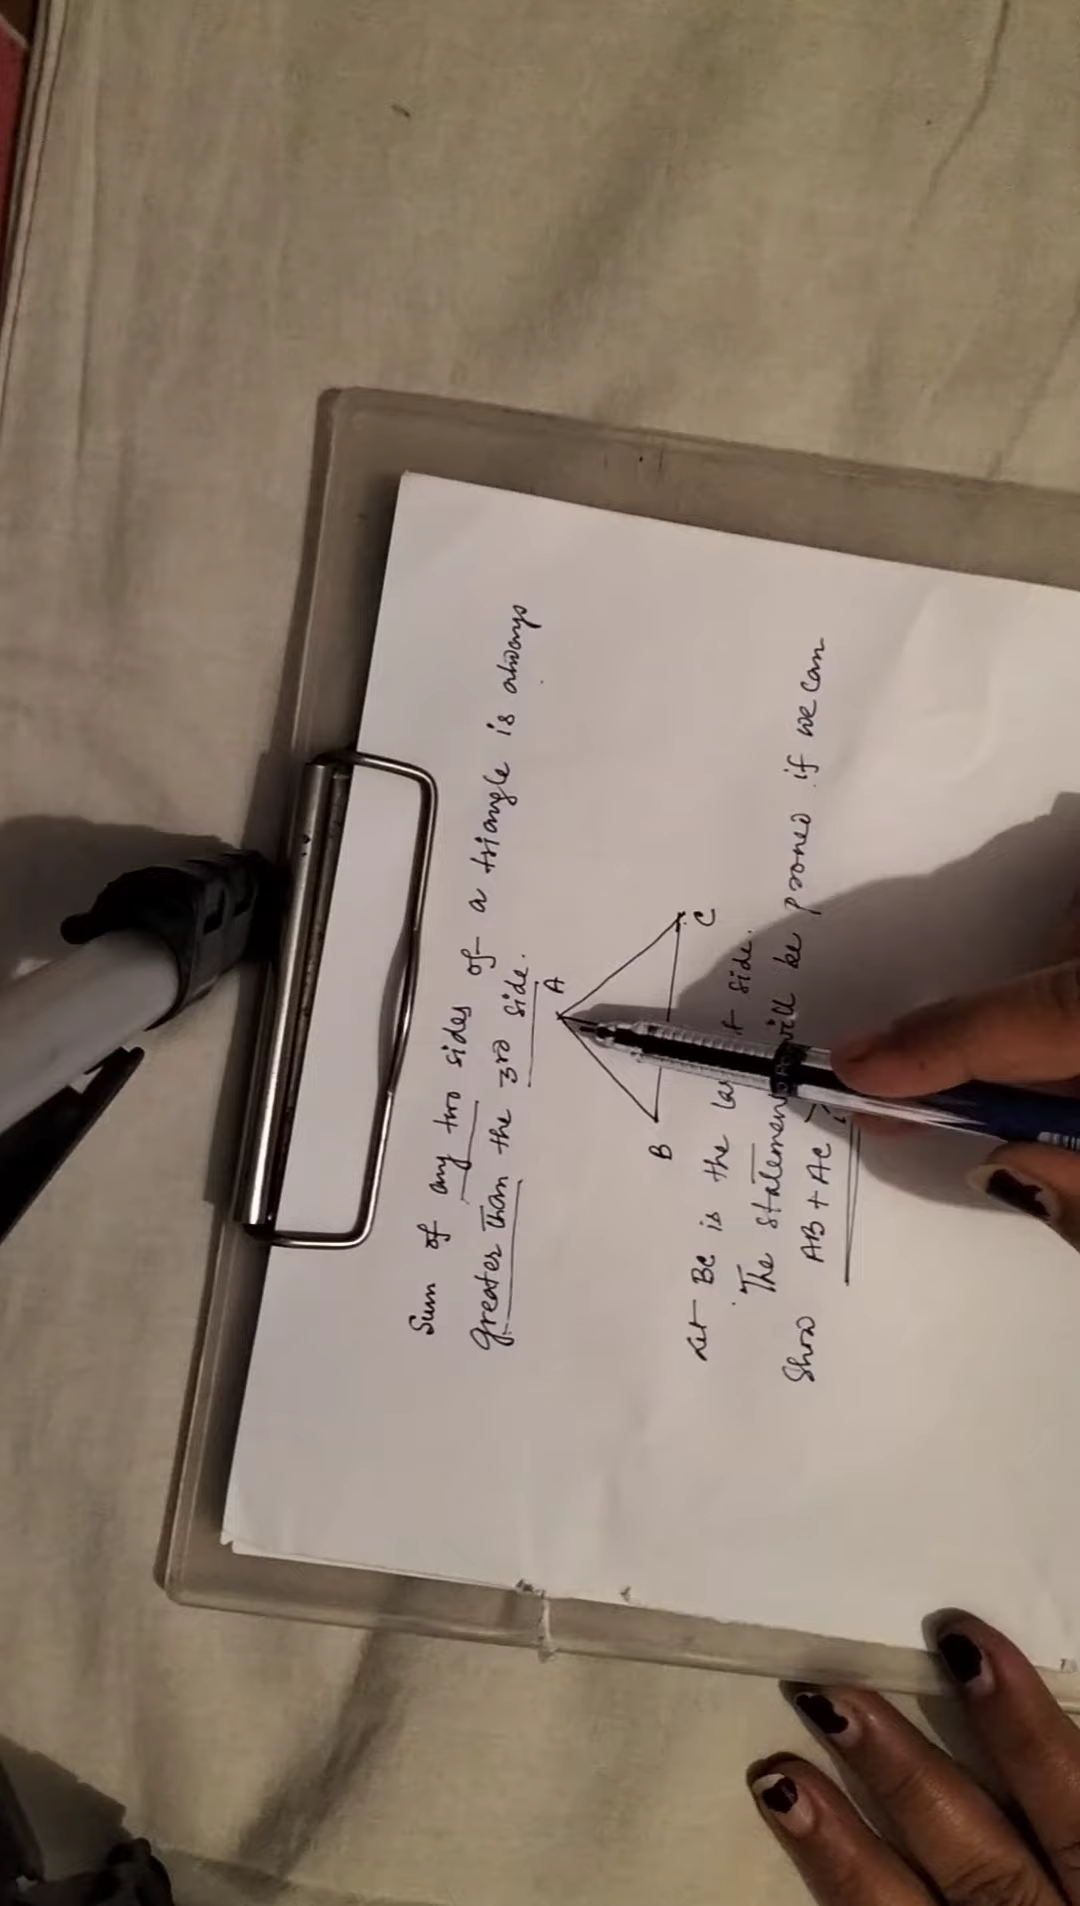 Sum of any two sides of a triangle is always
greater than the 3rd side.
A
B
C
Let BC is the side.
The statement will be proved if we can
Show AB + AC >